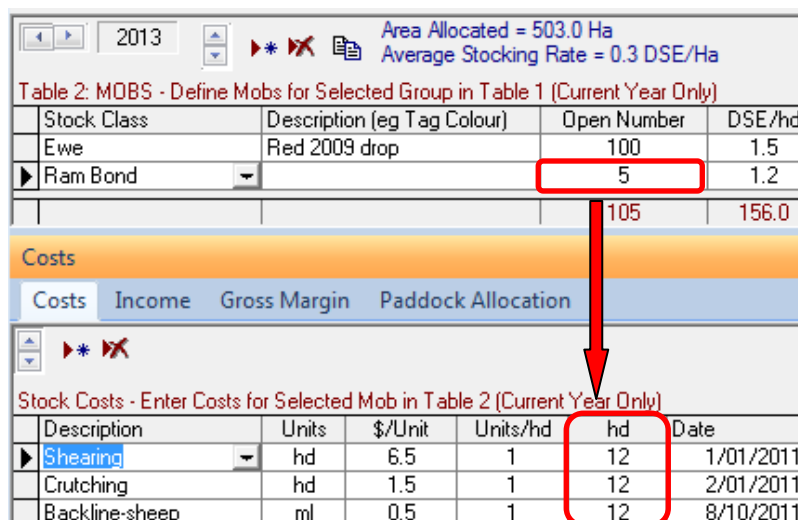 2013
Area Allocated = 503.0 Ha
Average Stocking Rate = 0.3 DSE/Ha
Table 2: MOBS - Define Mobs for Selected Group in Table 1 (Current Year Only)
Stock Class Description (eg Tag Colour) Open Number DSE/hd
Ewe Red 2009 drop 100 1.5
Ram Bond 5 1.2
105 156.0
Costs
Costs Income Gross Margin Paddock Allocation
Stock Costs - Enter Costs for Selected Mob in Table 2 (Current Year Only)
Description Units $/Unit Units/hd hd Date
Shearing hd 6.5 1 12 1/01/2011
Crutching hd 1.5 1 12 2/01/2011
Backline-sheep ml 0.5 1 12 8/10/2011